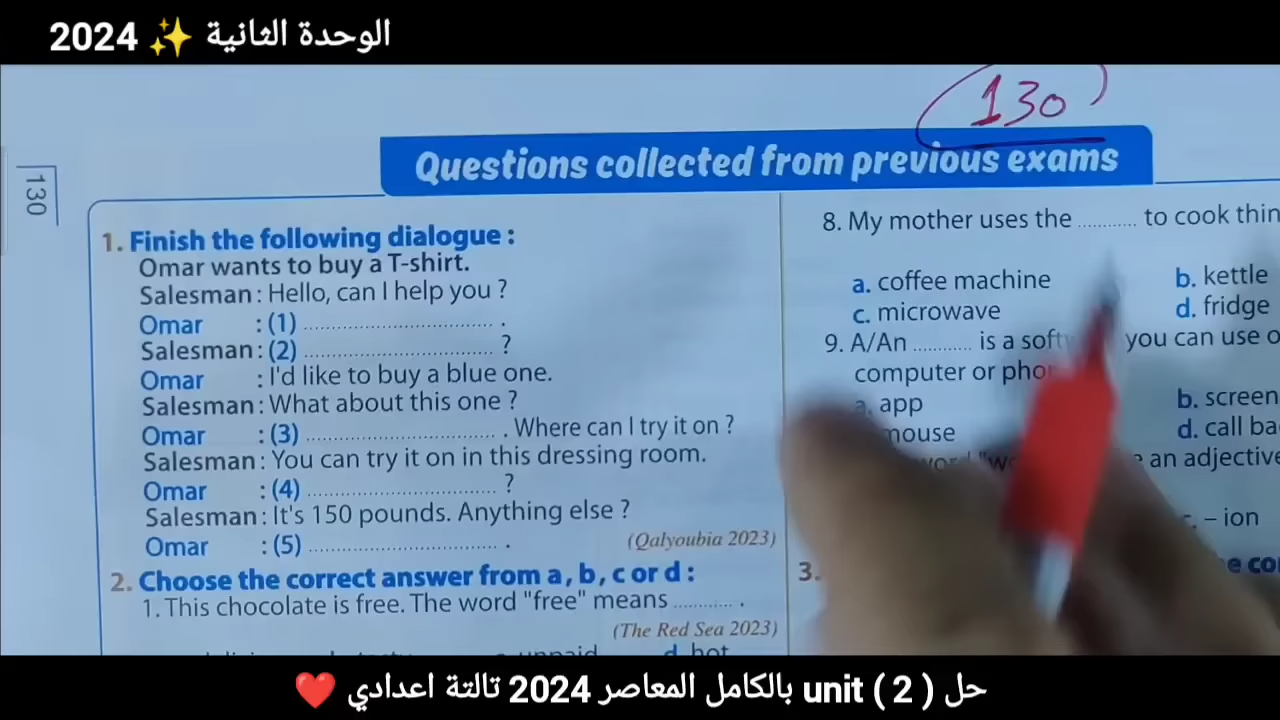 الوحدة الثانية ✨ 2024
130
Questions collected from previous exams
130
1. Finish the following dialogue :
Omar wants to buy a T-shirt.
Salesman : Hello, can I help you ?
Omar : (1) .................................... .
Salesman : (2) .................................... ?
Omar : I'd like to buy a blue one.
Salesman : What about this one ?
Omar : (3) .................................... . Where can I try it on ?
Salesman : You can try it on in this dressing room.
Omar : (4) .................................... ?
Salesman : It's 150 pounds. Anything else ?
Omar : (5) .................................... .
(Qalyoubia 2023)
2. Choose the correct answer from a, b, c or d :
1. This chocolate is free. The word "free" means ............ .
(The Red Sea 2023)
unpaid d. hot
8. My mother uses the ............ to cook
a. coffee machine b. kettle
c. microwave d. fridge
9. A/An ............ is a you can use
computer or
a. app b. screen
mouse d. call
an adjective
– ion
3.
حل unit ( 2 ) بالكامل المعاصر 2024 تالتة اعدادي ❤️